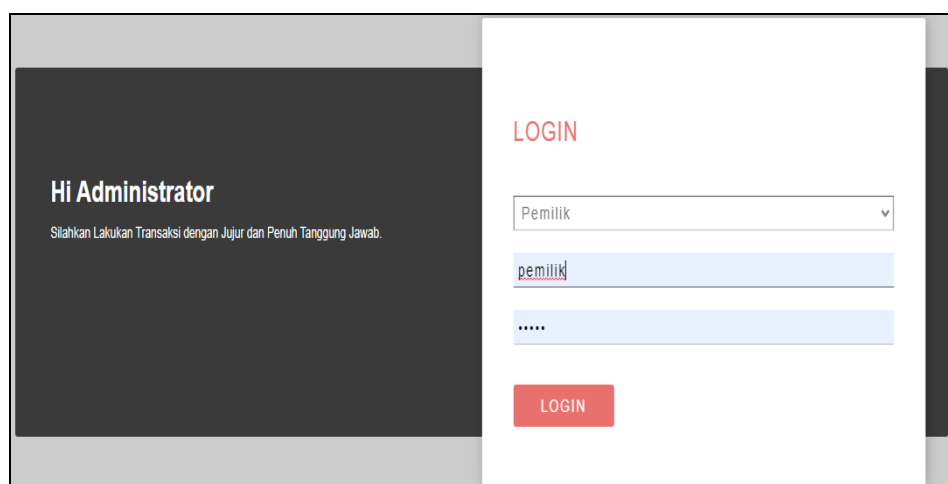 Hi Administrator
Silahkan Lakukan Transaksi dengan Jujur dan Penuh Tanggung Jawab.
LOGIN
Pemilik
pemilik
•••••
LOGIN